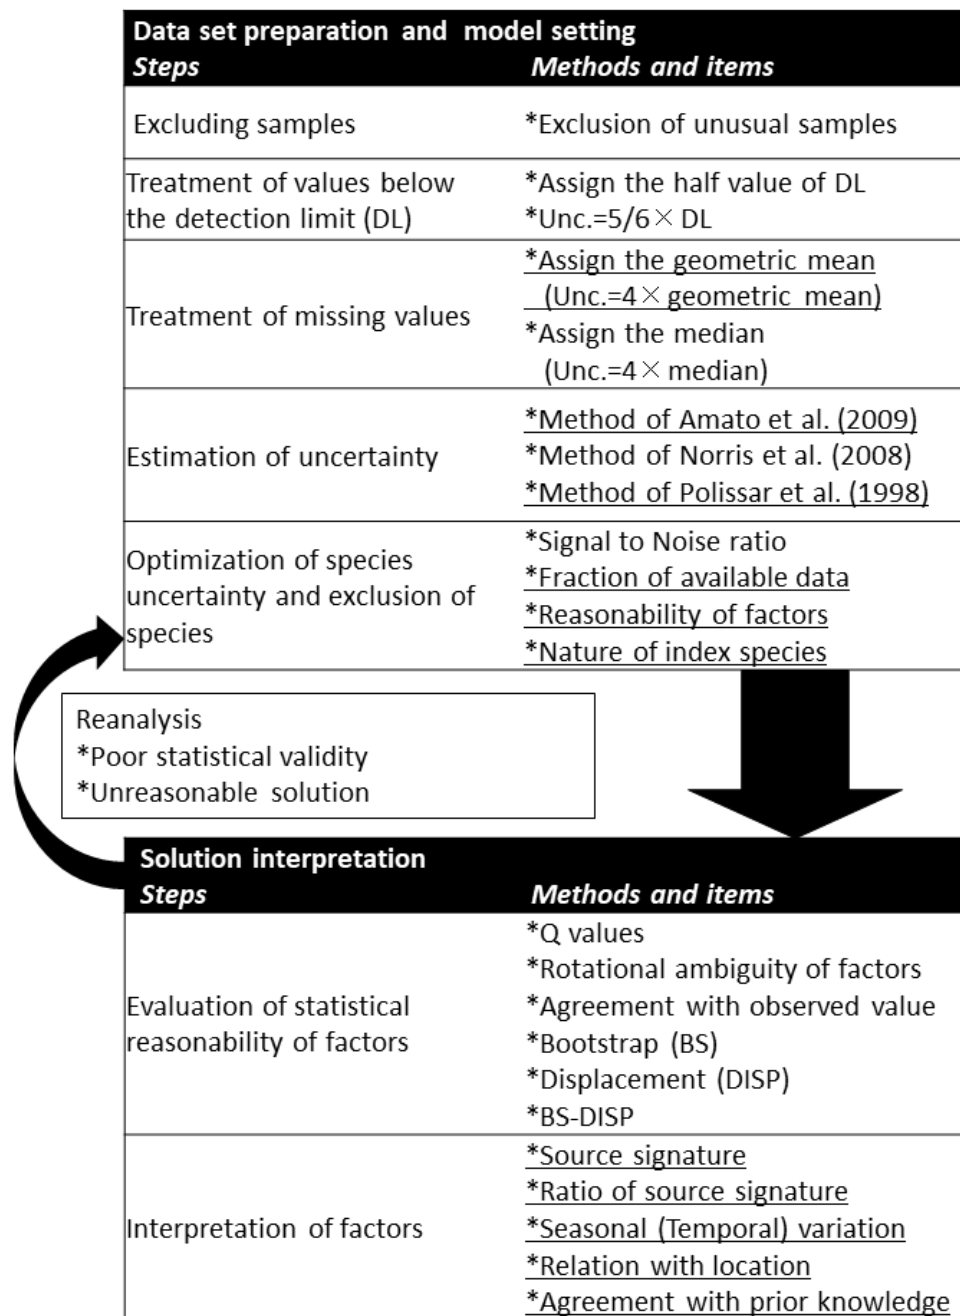 Data set preparation and model setting
Steps Methods and items
Excluding samples *Exclusion of unusual samples
Treatment of values below
the detection limit (DL)
*Assign the half value of DL
*Unc.=5/6× DL
Treatment of missing values
*Assign the geometric mean
(Unc.=4× geometric mean)
*Assign the median
(Unc.=4× median)
Estimation of uncertainty
*Method of Amato et al. (2009)
*Method of Norris et al. (2008)
*Method of Polissar et al. (1998)
Optimization of species
uncertainty and exclusion of
species
*Signal to Noise ratio
*Fraction of available data
*Reasonability of factors
*Nature of index species
Reanalysis
*Poor statistical validity
*Unreasonable solution
Solution interpretation
Steps Methods and items
Evaluation of statistical
reasonability of factors
*Q values
*Rotational ambiguity of factors
*Agreement with observed value
*Bootstrap (BS)
*Displacement (DISP)
*BS-DISP
Interpretation of factors
*Source signature
*Ratio of source signature
*Seasonal (Temporal) variation
*Relation with location
*Agreement with prior knowledge